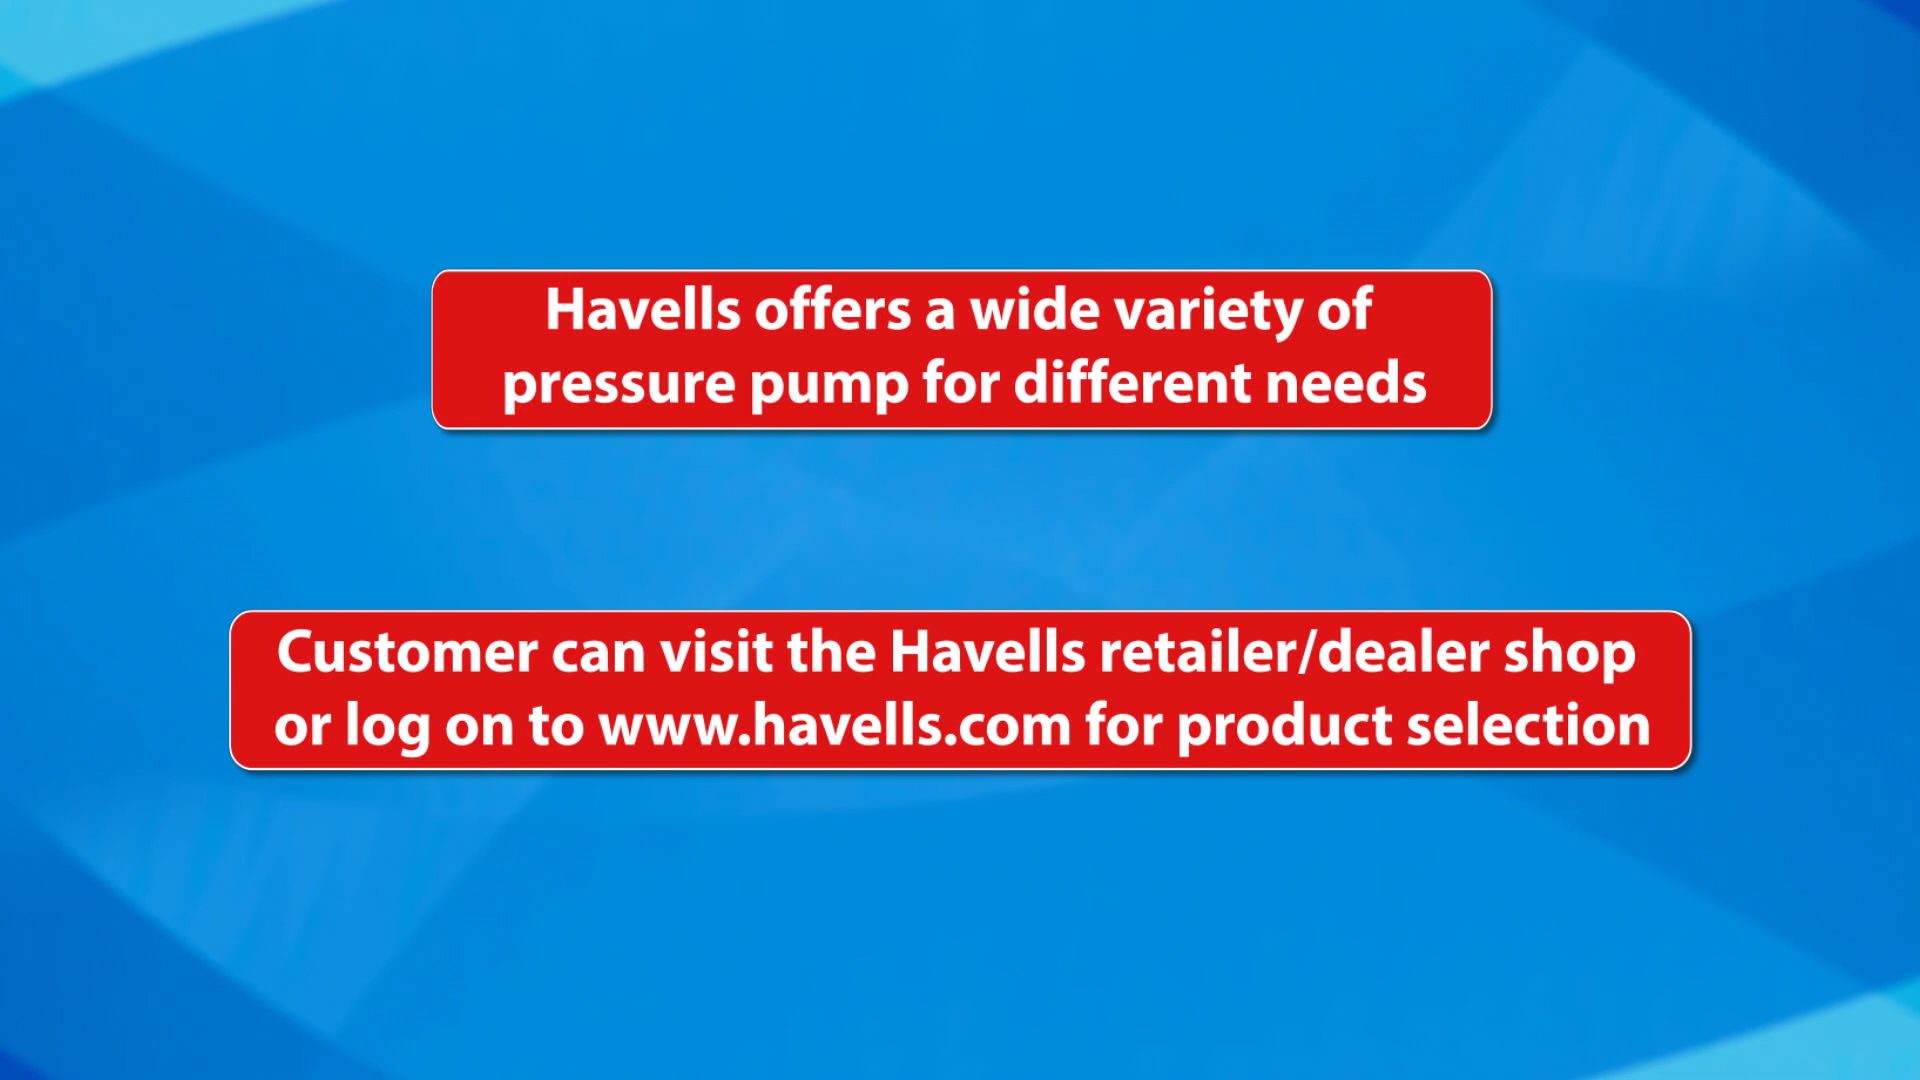 Havells offers a wide variety of
pressure pump for different needs
Customer can visit the Havells retailer/dealer shop
or log on to www.havells.com for product selection